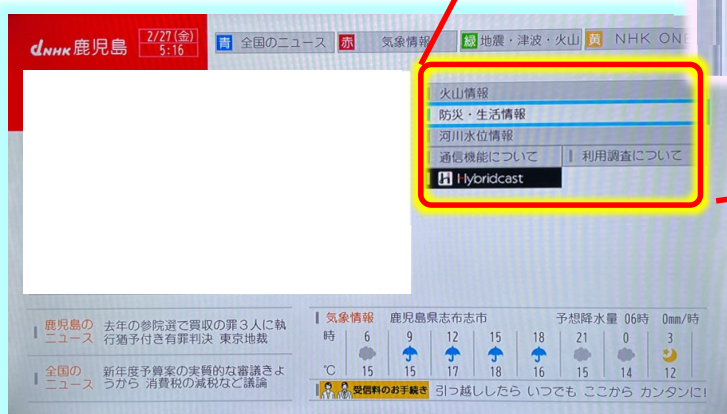 dNHK鹿児島
2/27(金)
5:16
青 全国のニュース
赤 気象情報
緑 地震・津波・火山
黄 NHK ONE
火山情報
防災・生活情報
河川水位情報
通信機能について
利用調査について
Hybridcast
鹿児島の
ニュース
去年の参院選で買収の罪3人に執
行猶予付き有罪判決 東京地裁
全国の
ニュース
新年度予算案の実質的な審議きょ
うから 消費税の減税など議論
気象情報 鹿児島県志布志市 予想降水量 06時 0mm/時
時 6 9 12 15 18 21 0 3
℃ 15 15 17 18 16 15 14 12
受信料のお手続き 引っ越ししたら いつでも ここから カンタンに!